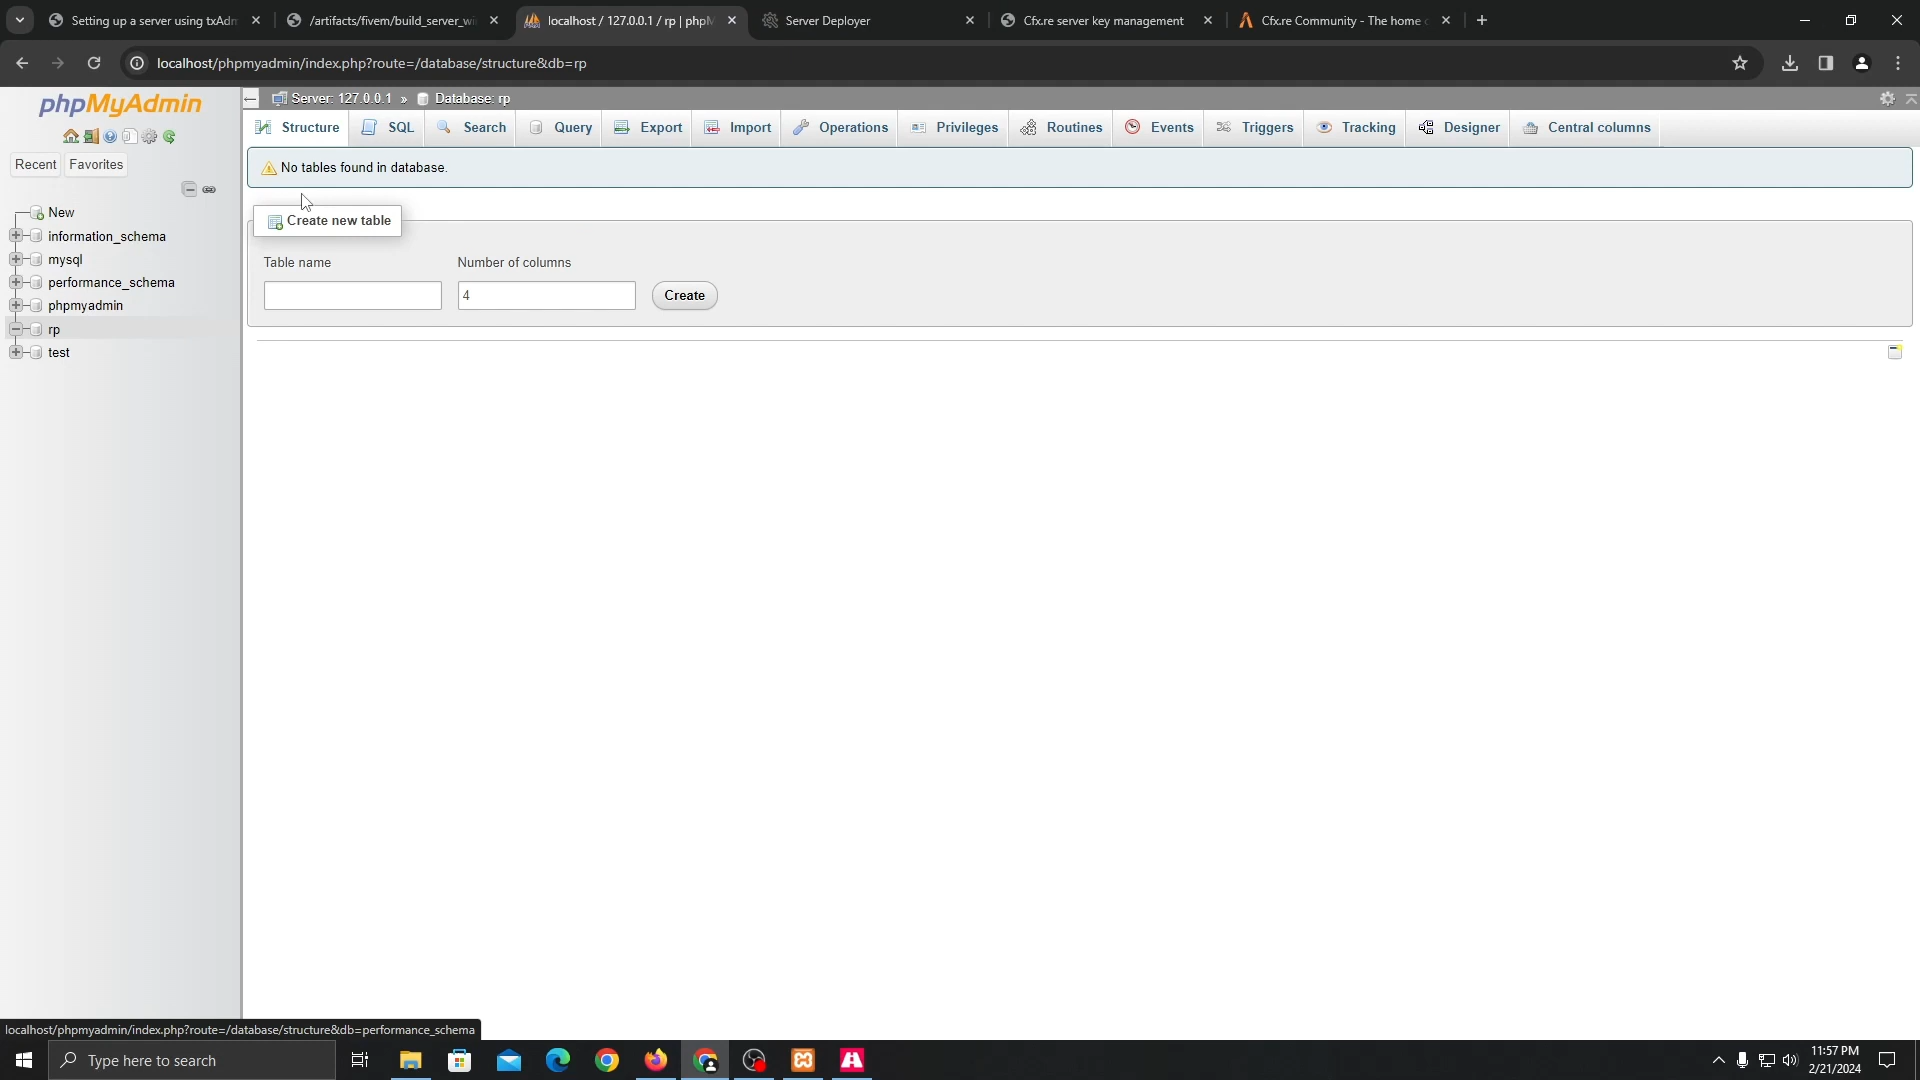 Setting up a server using txAdm
/artifacts/fivem/build_server_wi
localhost / 127.0.0.1 / rp | phpM
Server Deployer
Cfx.re server key management
Cfx.re Community - The home o
localhost/phpmyadmin/index.php?route=/database/structure&db=rp
phpMyAdmin
Server: 127.0.0.1 » Database: rp
Structure SQL Search Query Export Import Operations Privileges Routines Events Triggers Tracking Designer Central columns
Recent Favorites
No tables found in database.
New
information_schema
mysql
performance_schema
phpmyadmin
rp
test
Create new table
Table name Number of columns
4 Create
localhost/phpmyadmin/index.php?route=/database/structure&db=performance_schema
Type here to search
11:57 PM
2/21/2024